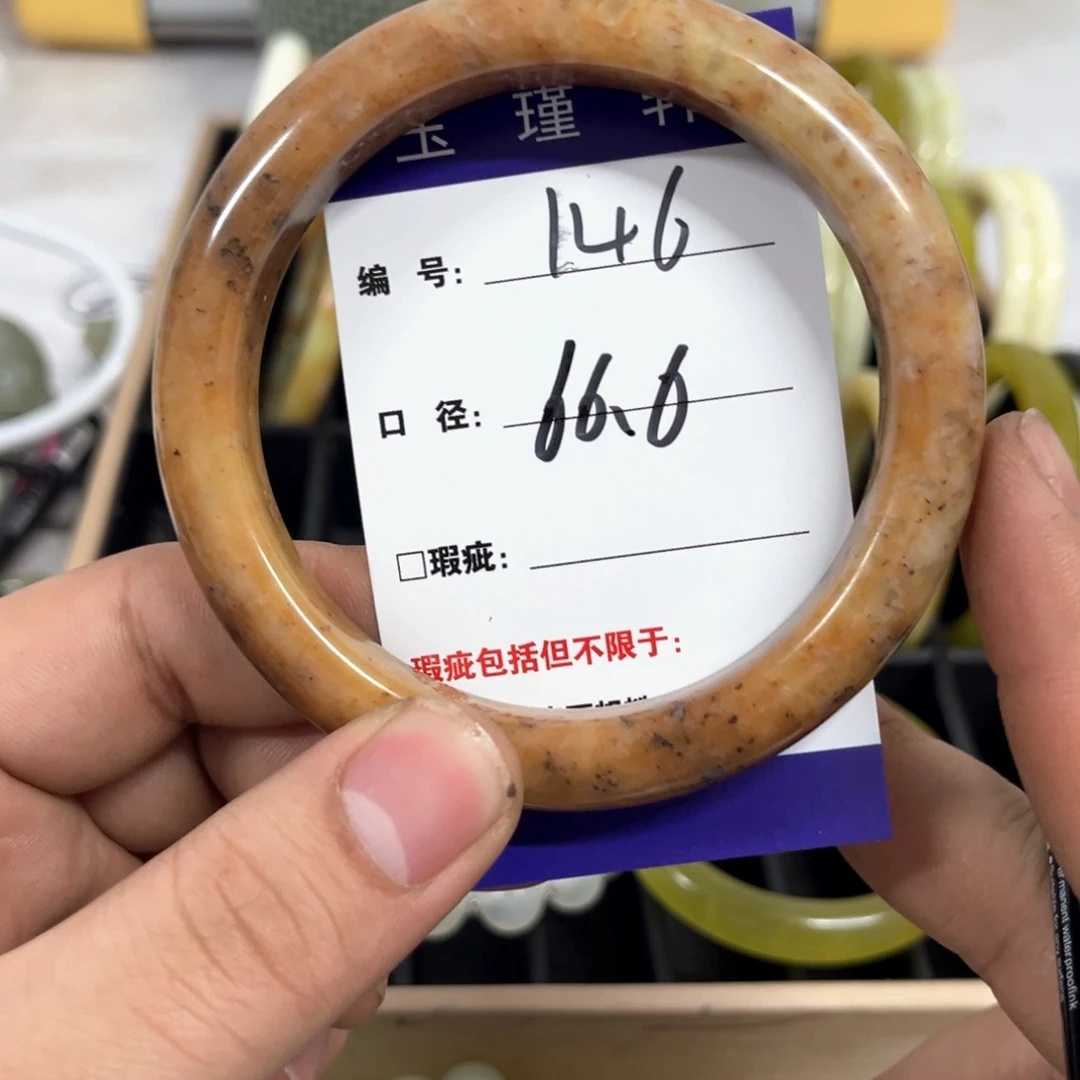 玉 瑾
编 号: 146
口 径: 66.6
□瑕疵:
瑕疵包括但不限于: